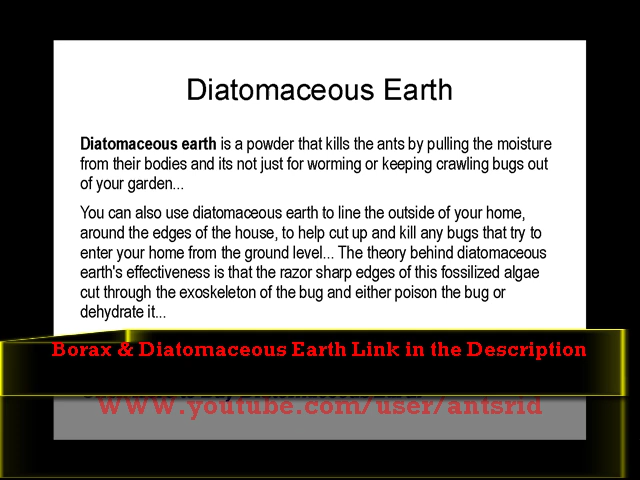 Diatomaceous Earth
Diatomaceous earth is a powder that kills the ants by pulling the moisture
from their bodies and its not just for worming or keeping crawling bugs out
of your garden...
You can also use diatomaceous earth to line the outside of your home,
around the edges of the house, to help cut up and kill any bugs that try to
enter your home from the ground level... The theory behind diatomaceous
earth's effectiveness is that the razor sharp edges of this fossilized algae
cut through the exoskeleton of the bug and either poison the bug or
dehydrate it...
Borax & Diatomaceous Earth Link in the Description
www.youtube.com/user/antsrid